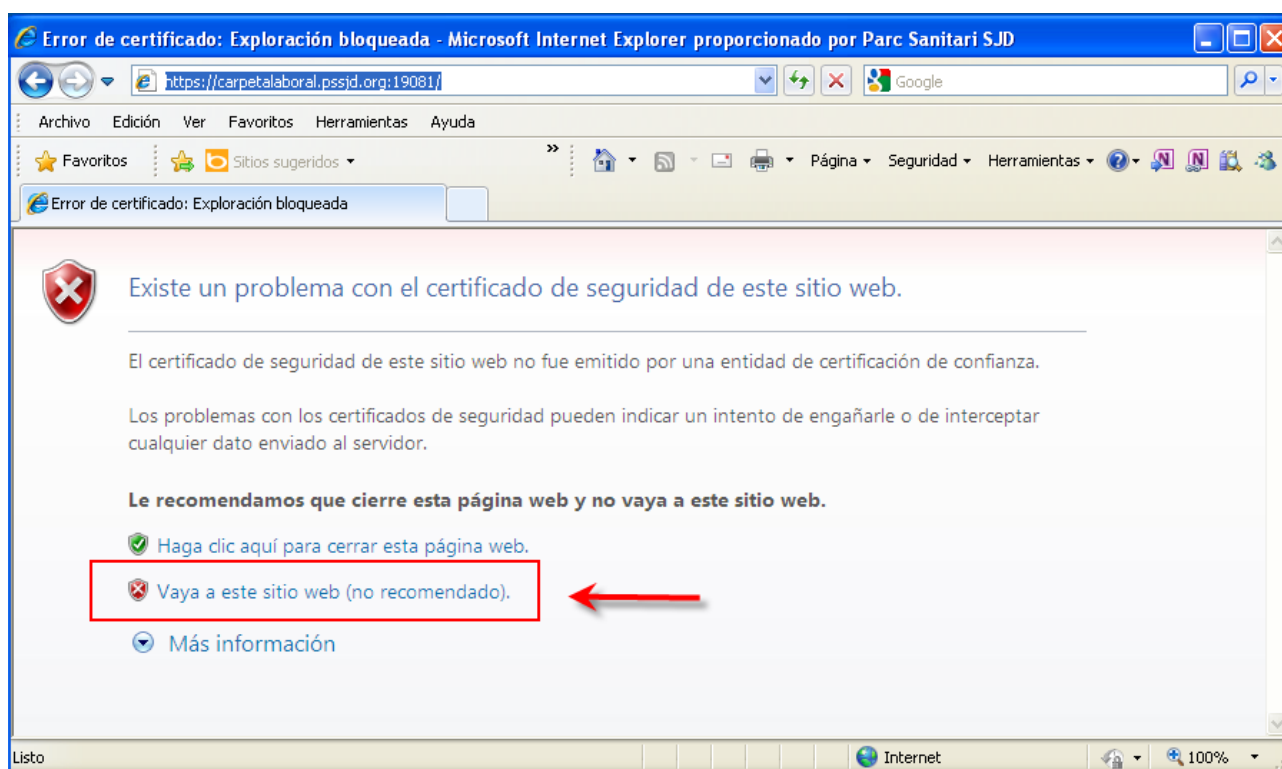 Error de certificado: Exploración bloqueada - Microsoft Internet Explorer proporcionado por Parc Sanitari SJD
https://carpetalaboral.pssjd.org:19081/
Google
Archivo Edición Ver Favoritos Herramientas Ayuda
Favoritos Sitios sugeridos » Página Seguridad Herramientas
Error de certificado: Exploración bloqueada
Existe un problema con el certificado de seguridad de este sitio web.
El certificado de seguridad de este sitio web no fue emitido por una entidad de certificación de confianza.
Los problemas con los certificados de seguridad pueden indicar un intento de engañarle o de interceptar
cualquier dato enviado al servidor.
Le recomendamos que cierre esta página web y no vaya a este sitio web.
Haga clic aquí para cerrar esta página web.
Vaya a este sitio web (no recomendado).
Más información
Listo Internet 100%